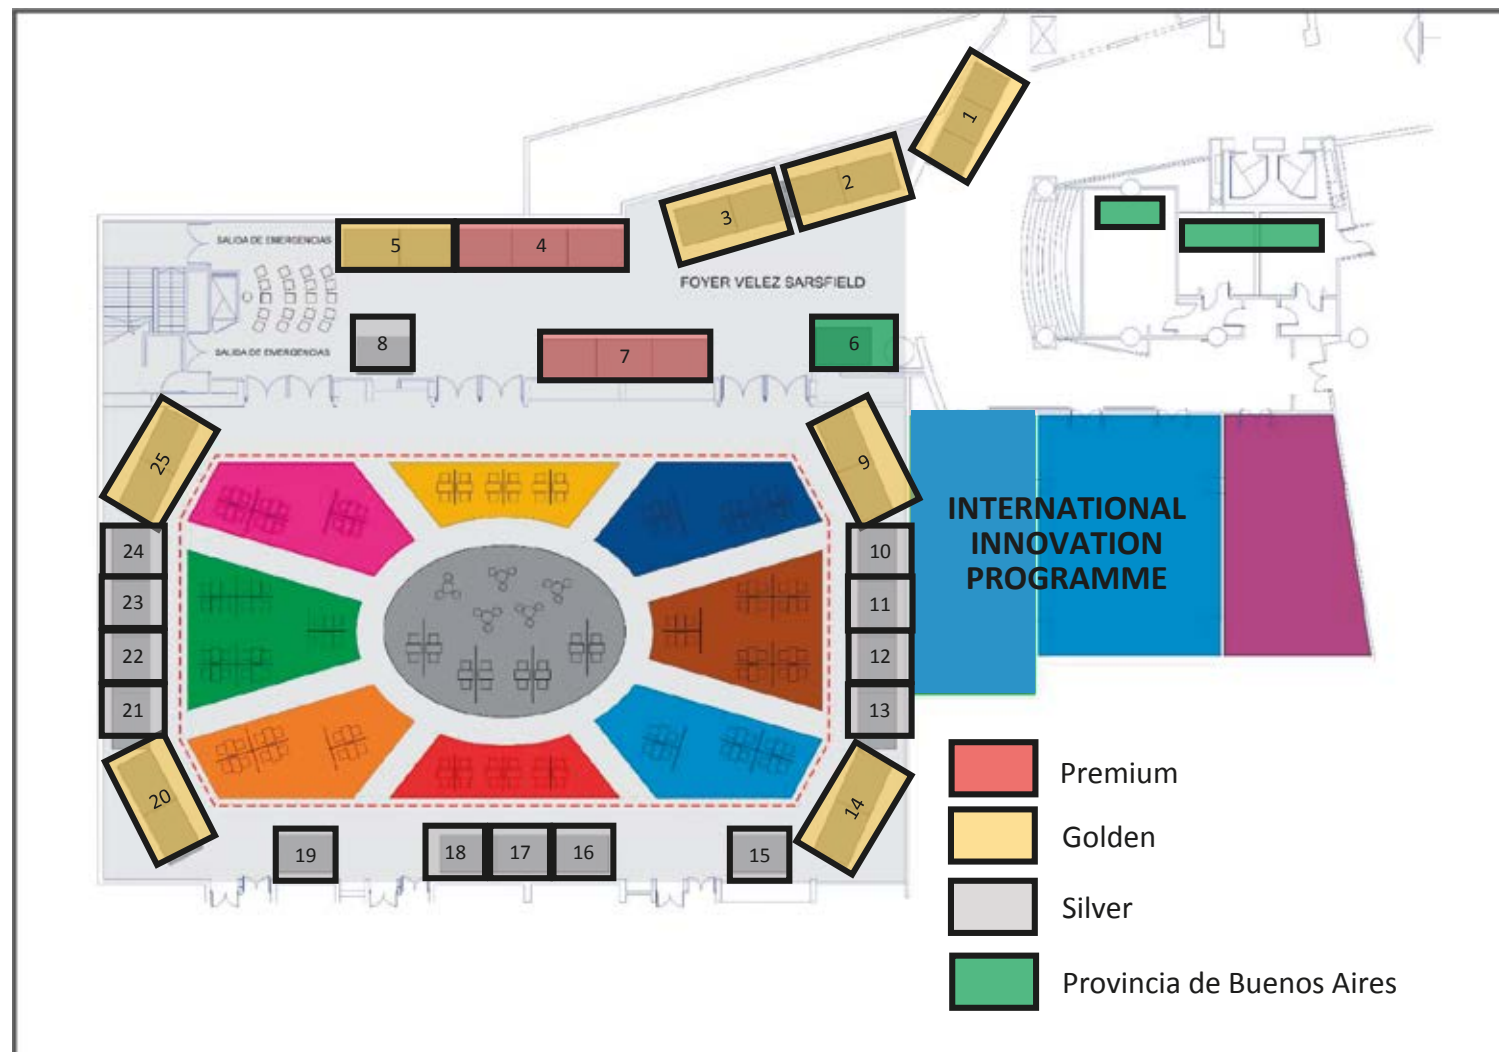 1
2
3
SALIDA DE EMERGENCIAS
5
4
FOYER VELEZ SARSFIELD
8
7
6
SALIDA DE EMERGENCIAS
25
9
INTERNATIONAL
INNOVATION
PROGRAMME
24
10
23
11
22
12
21
13
20
14
19
18
17
16
15
Premium
Golden
Silver
Provincia de Buenos Aires